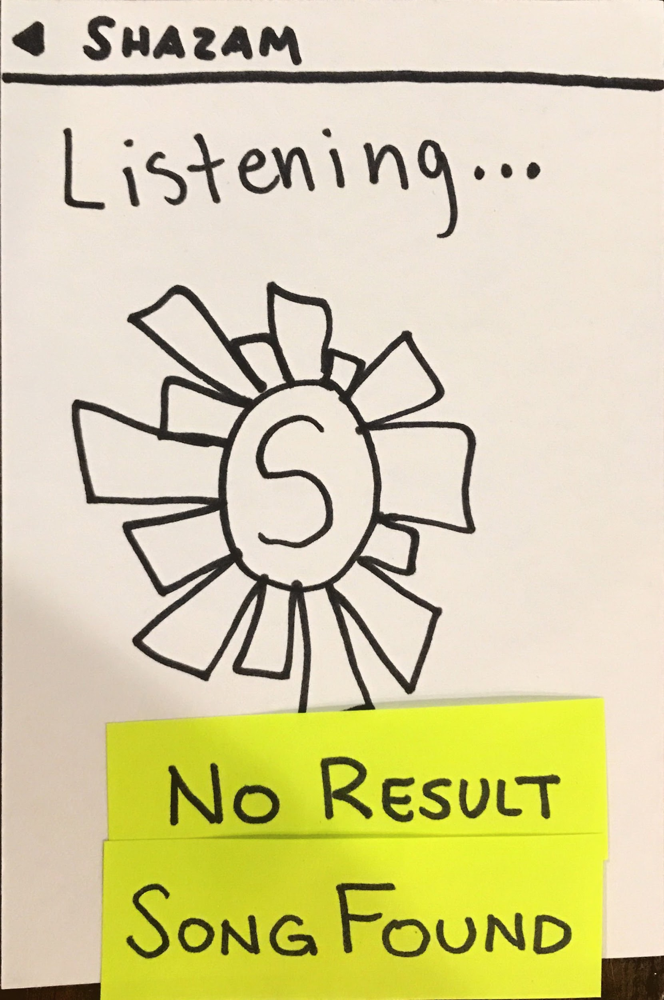 SHAZAM
Listening...
S
NO RESULT
SONG FOUND